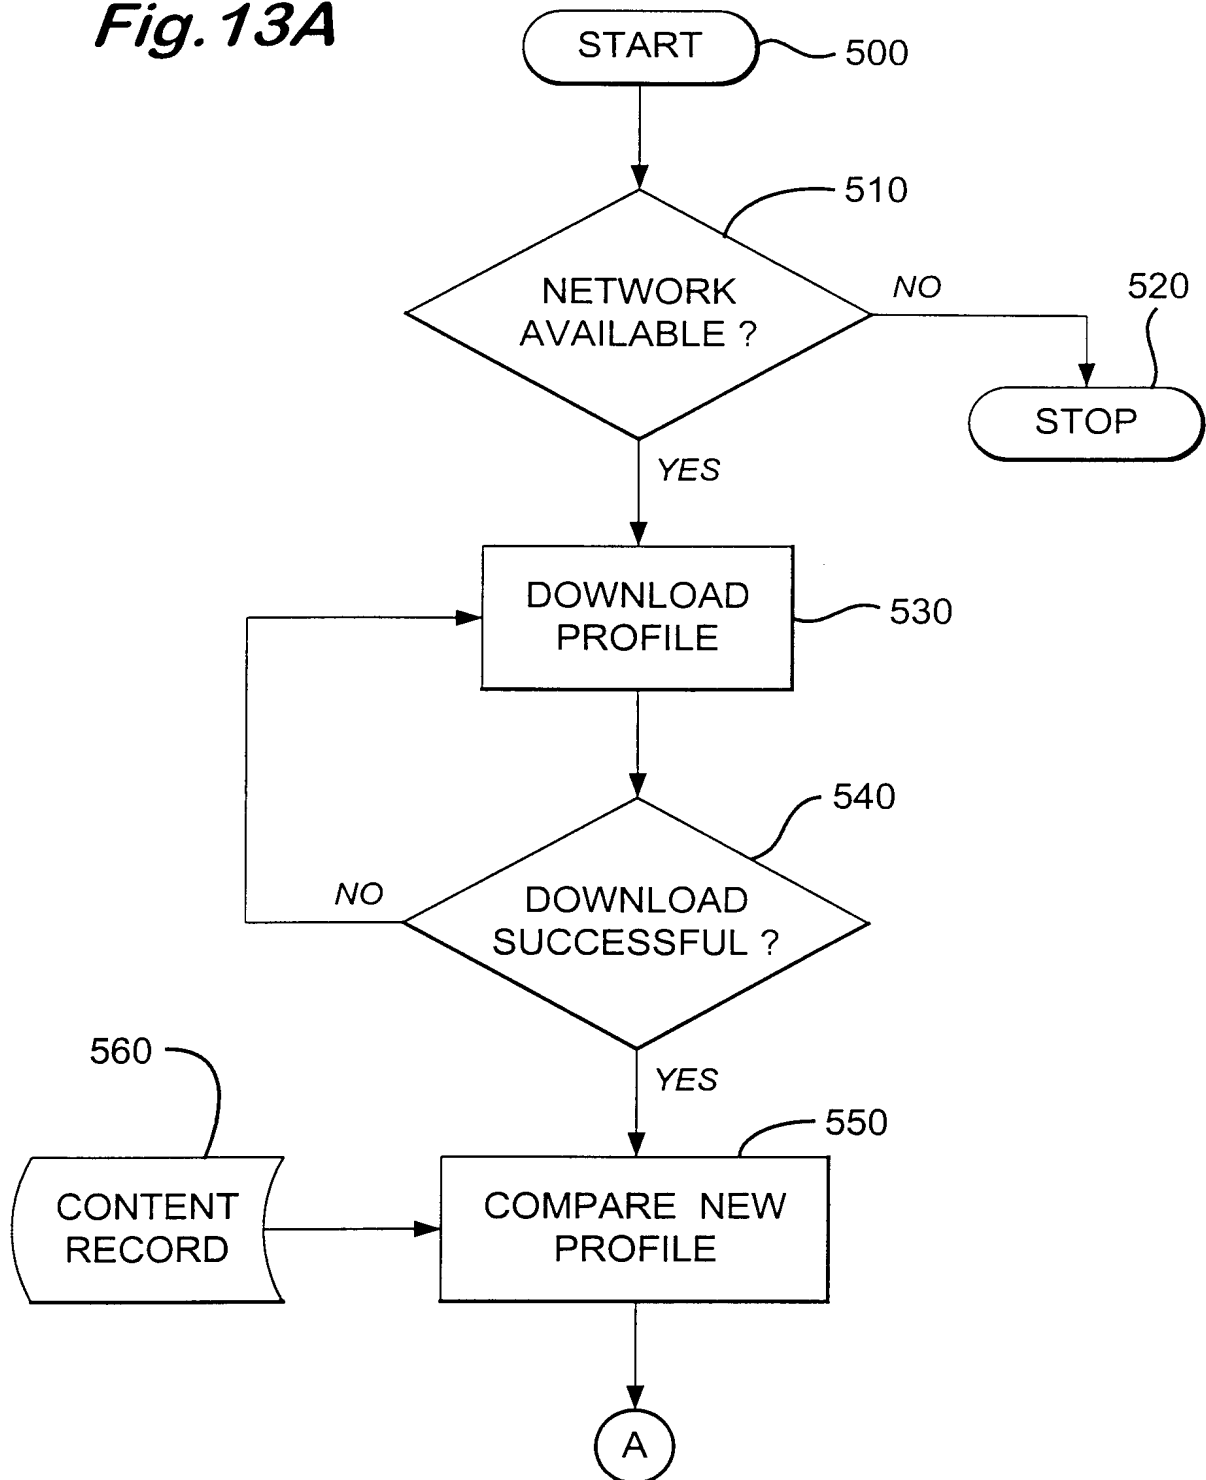 Fig.13A
START
500
510
NETWORK
AVAILABLE ?
NO
520
STOP
YES
DOWNLOAD
PROFILE
530
540
NO
DOWNLOAD
SUCCESSFUL ?
YES
560
550
CONTENT
RECORD
COMPARE NEW
PROFILE
A